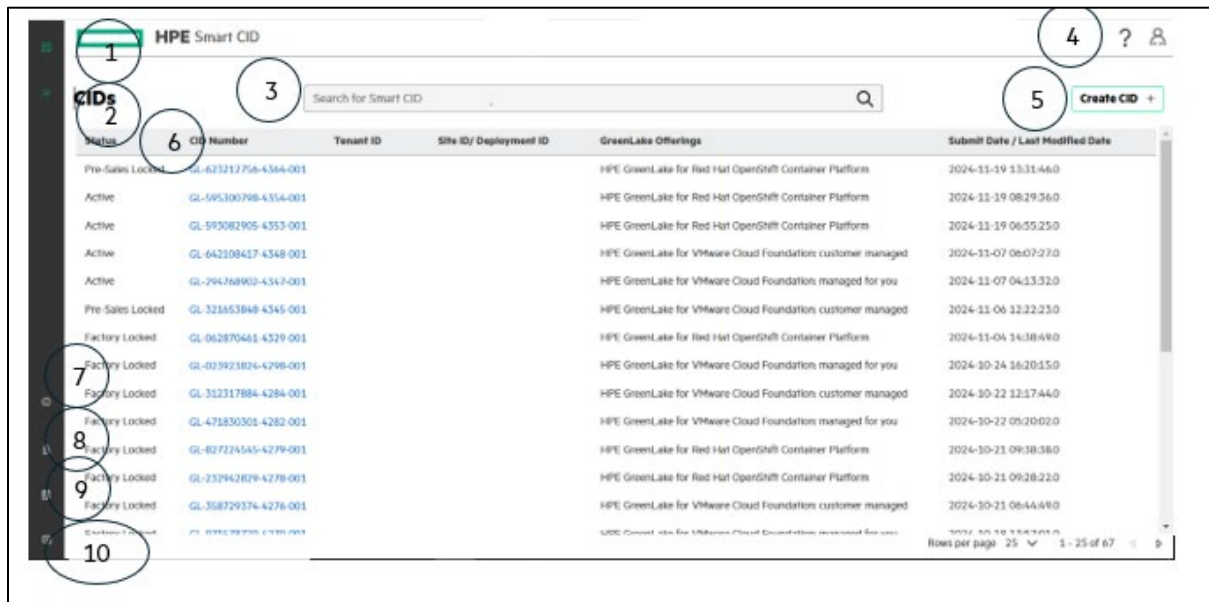 HPE Smart CID
1
4
?
CIDs
2
3
Search for Smart CID
5
Create CID +
Status
6
CID Number
Tenant ID
Site ID/ Deployment ID
GreenLake Offerings
Submit Date / Last Modified Date
Pre-Sales Locked GL-623212756-4364-001 HPE GreenLake for Red Hat OpenShift Container Platform 2024-11-19 13:31:46.0
Active GL-595300798-4354-001 HPE GreenLake for Red Hat OpenShift Container Platform 2024-11-19 08:29:36.0
Active GL-593082905-4353-001 HPE GreenLake for Red Hat OpenShift Container Platform 2024-11-19 06:55:25.0
Active GL-642108417-4348-001 HPE GreenLake for VMware Cloud Foundation: customer managed 2024-11-07 06:07:27.0
Active GL-294768902-4347-001 HPE GreenLake for VMware Cloud Foundation: managed for you 2024-11-07 04:13:32.0
Pre-Sales Locked GL-321653848-4345-001 HPE GreenLake for VMware Cloud Foundation: customer managed 2024-11-06 12:22:23.0
Factory Locked GL-062870461-4329-001 HPE GreenLake for Red Hat OpenShift Container Platform 2024-11-04 14:38:49.0
7
Factory Locked GL-023923824-4298-001 HPE GreenLake for VMware Cloud Foundation: managed for you 2024-10-24 16:20:15.0
Factory Locked GL-312317884-4284-001 HPE GreenLake for VMware Cloud Foundation: customer managed 2024-10-22 12:17:44.0
8
Factory Locked GL-471830301-4282-001 HPE GreenLake for VMware Cloud Foundation: managed for you 2024-10-22 05:20:02.0
Factory Locked GL-827224545-4279-001 HPE GreenLake for Red Hat OpenShift Container Platform 2024-10-21 09:38:38.0
9
Factory Locked GL-232942829-4278-001 HPE GreenLake for Red Hat OpenShift Container Platform 2024-10-21 09:28:22.0
Factory Locked GL-358729374-4276-001 HPE GreenLake for VMware Cloud Foundation: customer managed 2024-10-21 06:44:49.0
10
Rows per page 25 1 - 25 of 67